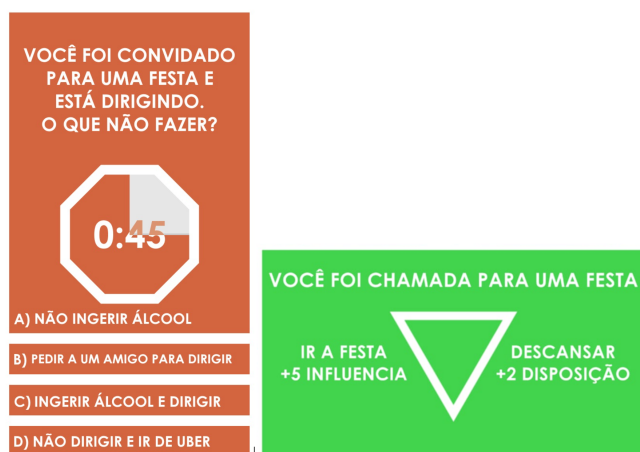 VOCÊ FOI CONVIDADO
PARA UMA FESTA E
ESTÁ DIRIGINDO.
O QUE NÃO FAZER?
0:45
A) NÃO INGERIR ÁLCOOL
B) PEDIR A UM AMIGO PARA DIRIGIR
C) INGERIR ÁLCOOL E DIRIGIR
D) NÃO DIRIGIR E IR DE UBER
VOCÊ FOI CHAMADA PARA UMA FESTA
IR A FESTA
+5 INFLUENCIA
DESCANSAR
+2 DISPOSIÇÃO